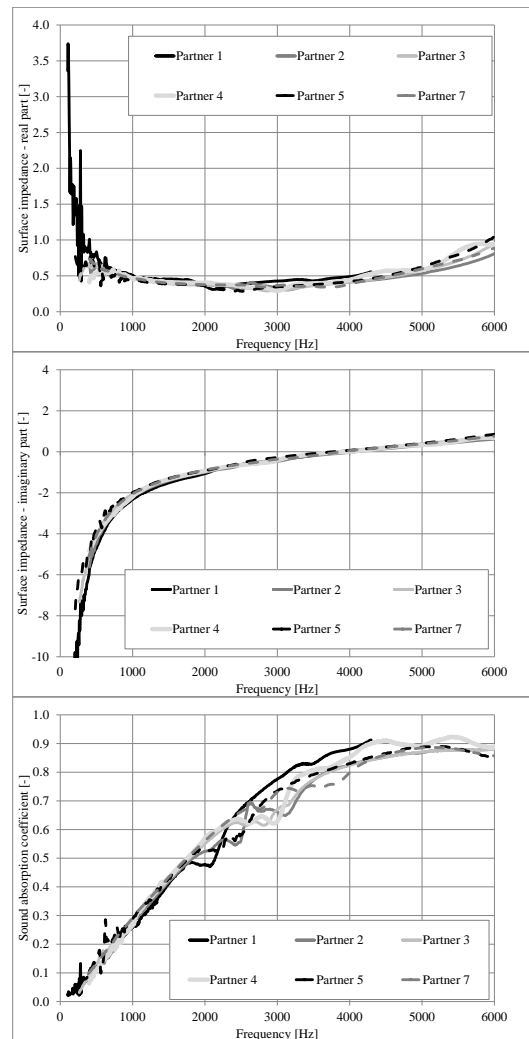 4.0
3.5
3.0
2.5
2.0
1.5
1.0
0.5
0.0
Surface impedance - real part [-]
Partner 1 Partner 2 Partner 3
Partner 4 Partner 5 Partner 7
0 1000 2000 3000 4000 5000 6000
Frequency [Hz]
4
2
0
-2
-4
-6
-8
-10
Surface impedance - imaginary part [-]
Partner 1 Partner 2 Partner 3
Partner 4 Partner 5 Partner 7
0 1000 2000 3000 4000 5000 6000
Frequency [Hz]
1.0
0.9
0.8
0.7
0.6
0.5
0.4
0.3
0.2
0.1
0.0
Sound absorption coefficient [-]
Partner 1 Partner 2 Partner 3
Partner 4 Partner 5 Partner 7
0 1000 2000 3000 4000 5000 6000
Frequency [Hz]